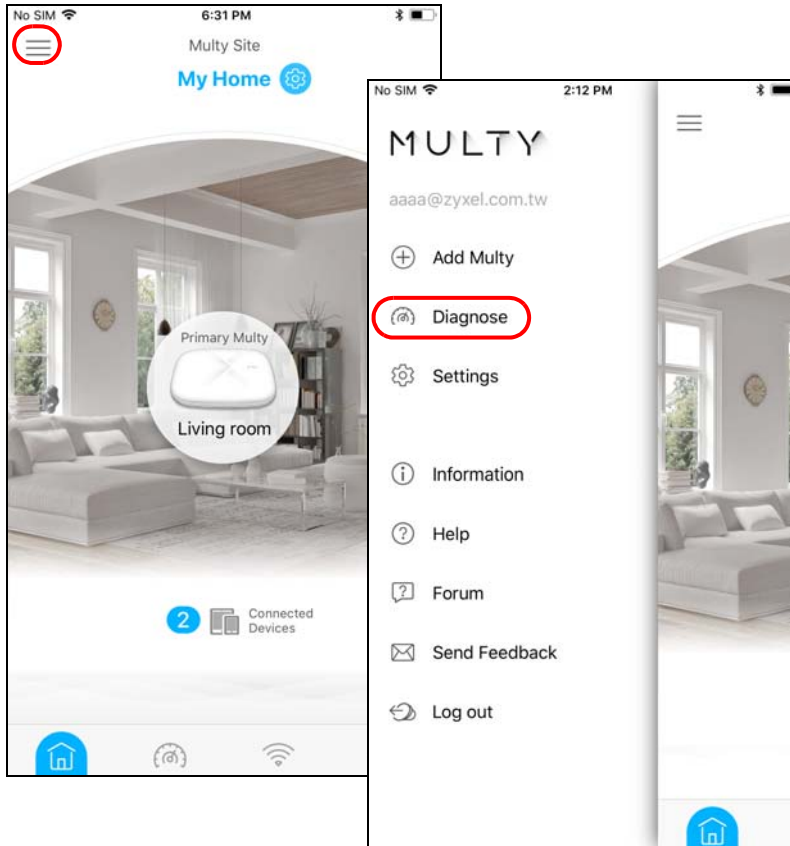 No SIM 6:31 PM
Multy Site
My Home
Primary Multy
Living room
2 Connected
Devices
No SIM 2:12 PM
MULTY
aaaa@zyxel.com.tw
Add Multy
Diagnose
Settings
Information
Help
Forum
Send Feedback
Log out